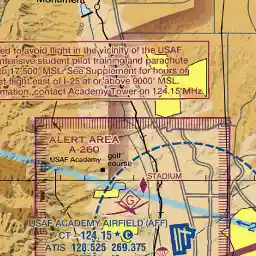 Monument
ed to avoid flight in the vicinity of the USAF
ntensive student pilot training and parachute
o 17,500' MSL. See Supplement for hours of
st flight east of I-25 at or above 9000' MSL.
rmation, contact Academy Tower on 124.15 MHz.
ALERT AREA
A-260
USAF Academy
golf
course
STADIUM
G
USAF ACADEMY AIRFIELD (AFF)
CT - 124.15 * C
ATIS 128.525 269.375